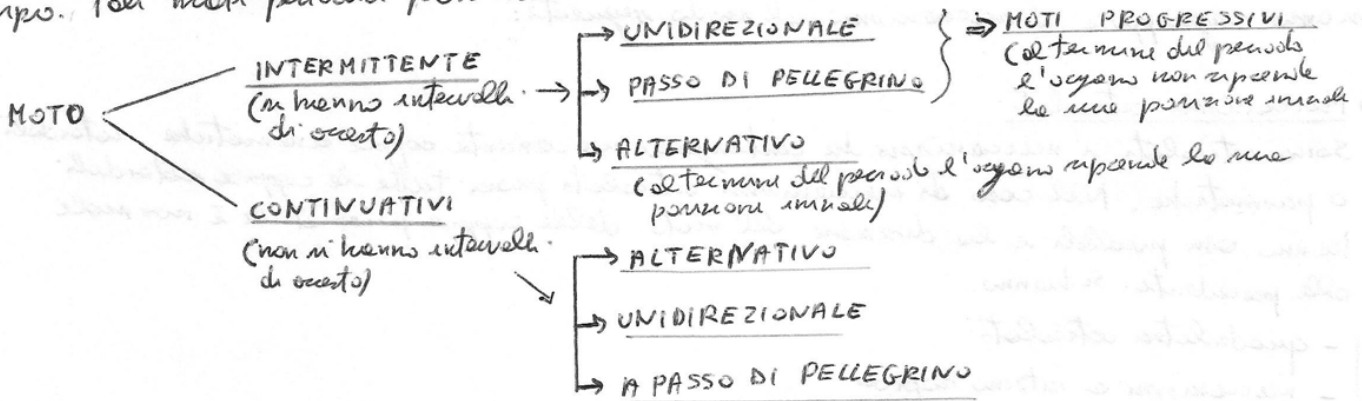 UNIDIREZIONALE ⇒ MOTI PROGRESSIVI
INTERMITTENTE
(si hanno intervalli
di arresto)
PASSO DI PELLEGRINO
(al termine del periodo
l'organo non riprende
la sua posizione iniziale
MOTO
ALTERNATIVO
(al termine del periodo l'organo riprende la sua
posizione iniziale)
CONTINUATIVI
(non si hanno intervalli
di arresto)
ALTERNATIVO
UNIDIREZIONALE
A PASSO DI PELLEGRINO